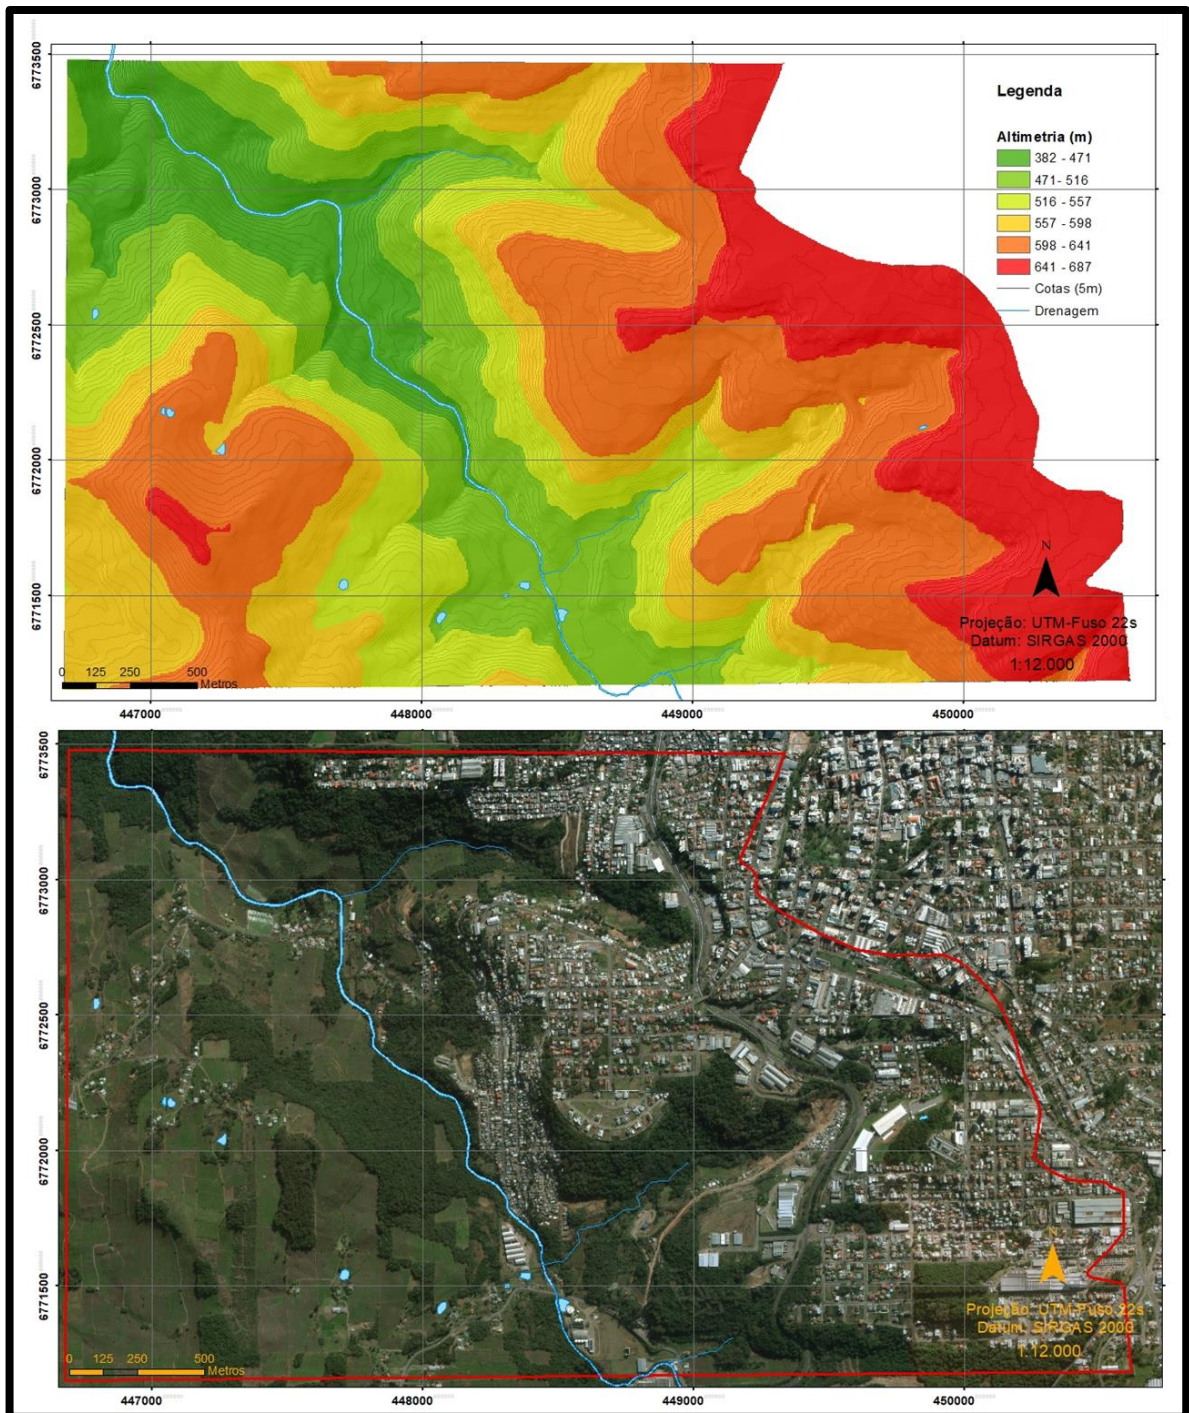 6773500
6773000
6772500
6772000
6771500
Legenda
Altimetria (m)
382 - 471
471 - 516
516 - 557
557 - 598
598 - 641
641 - 687
Cotas (5m)
Drenagem
N
Projeção: UTM-Fuso 22s
Datum: SIRGAS 2000
1:12.000
0 125 250 500
Metros
447000 448000 449000 450000
6773500
6773000
6772500
6772000
6771500
N
Projeção: UTM-Fuso 22s
Datum: SIRGAS 2000
1:12.000
0 125 250 500
Metros
447000 448000 449000 450000